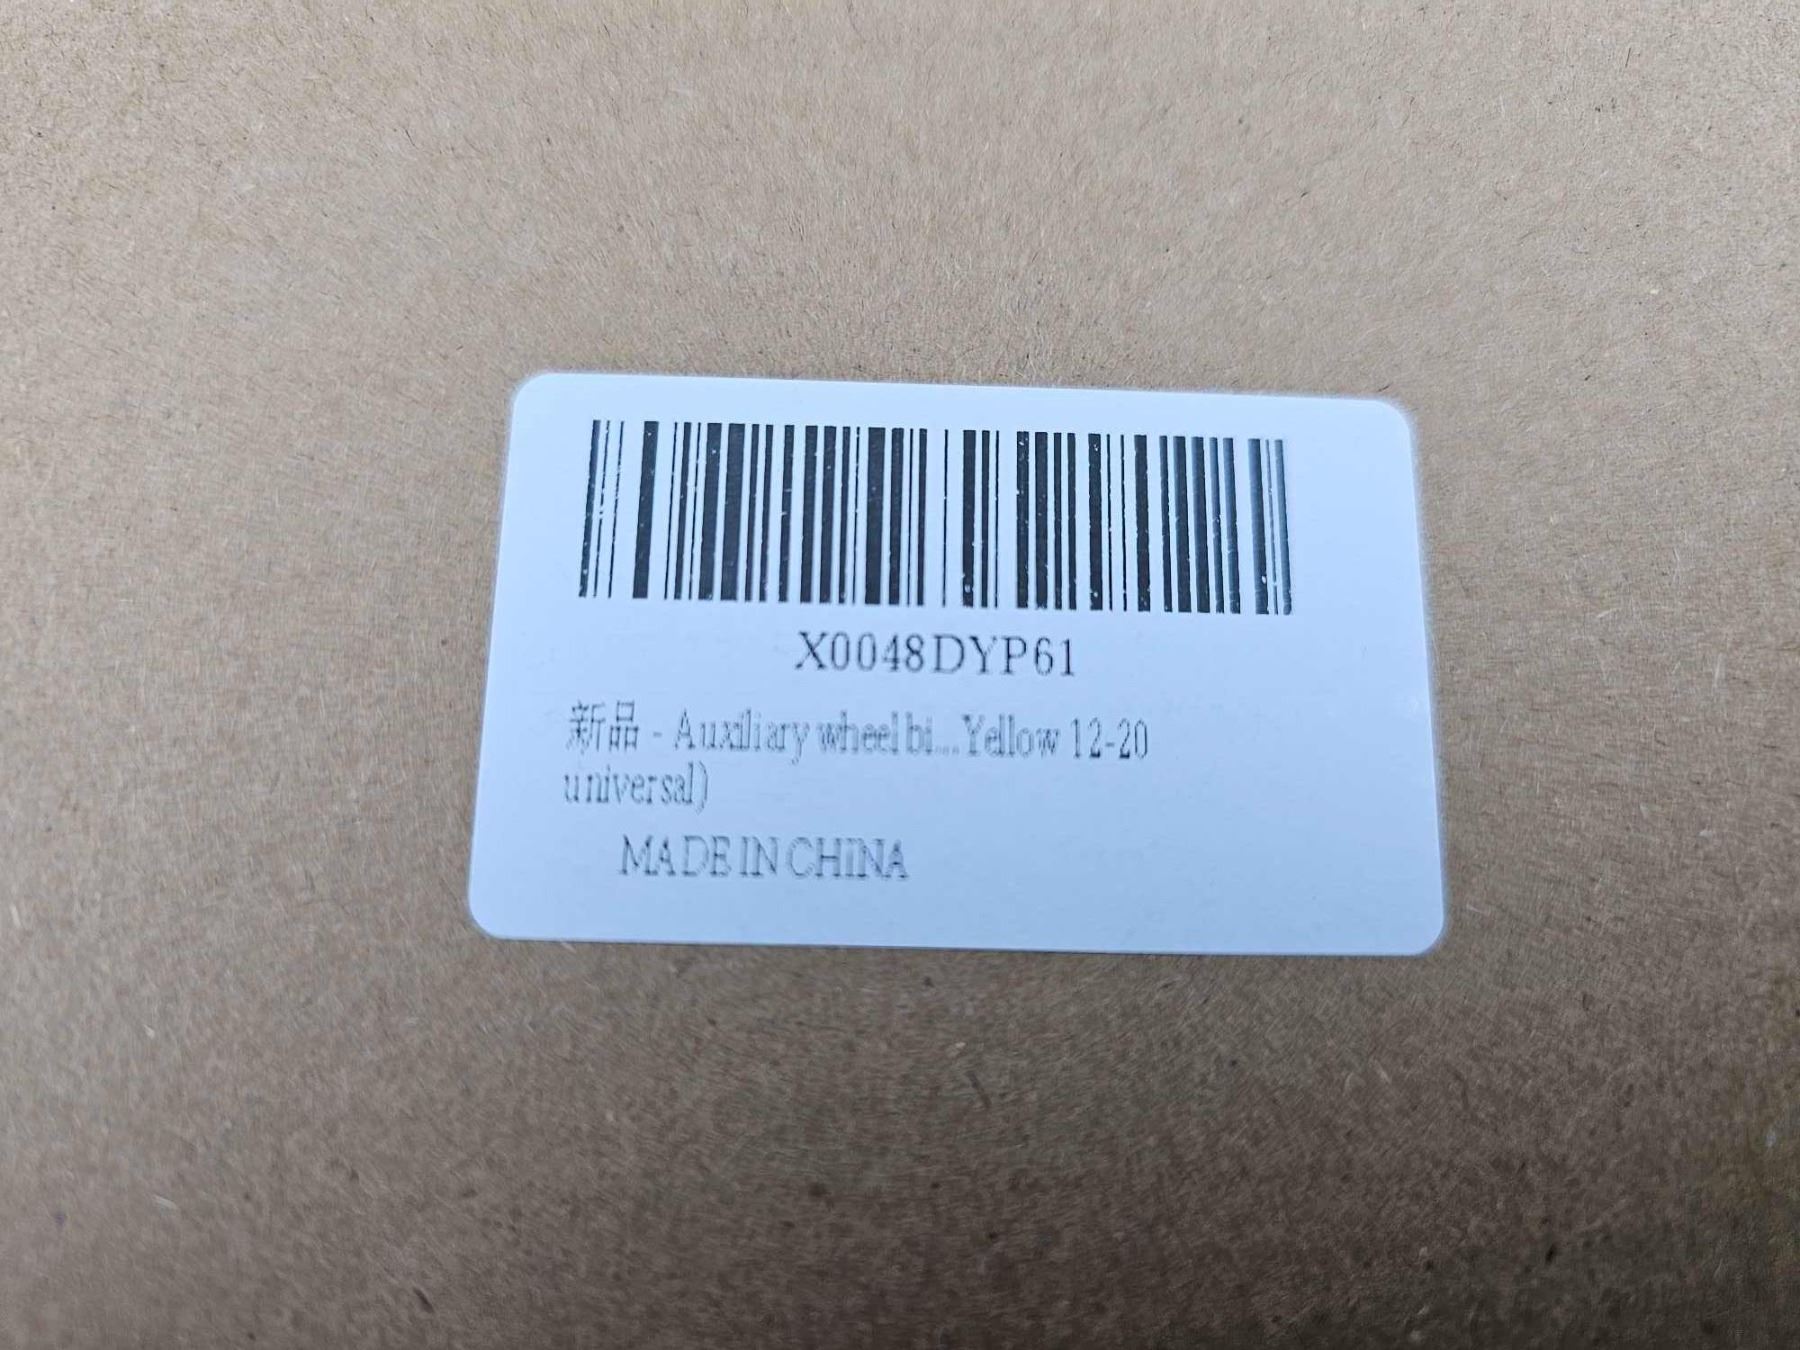 X0048DYP61
新品 - Auxiliary wheel bi....Yellow 12-20
universal)
MADE IN CHINA